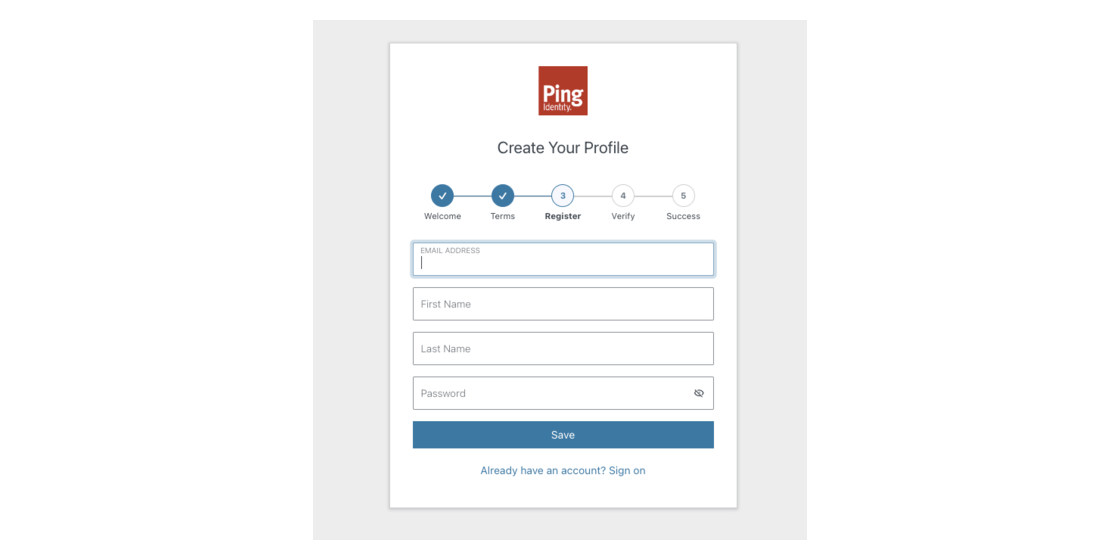 Ping
Identity.
Create Your Profile
3 4 5
Welcome Terms Register Verify Success
EMAIL ADDRESS
First Name
Last Name
Password
Save
Already have an account? Sign on